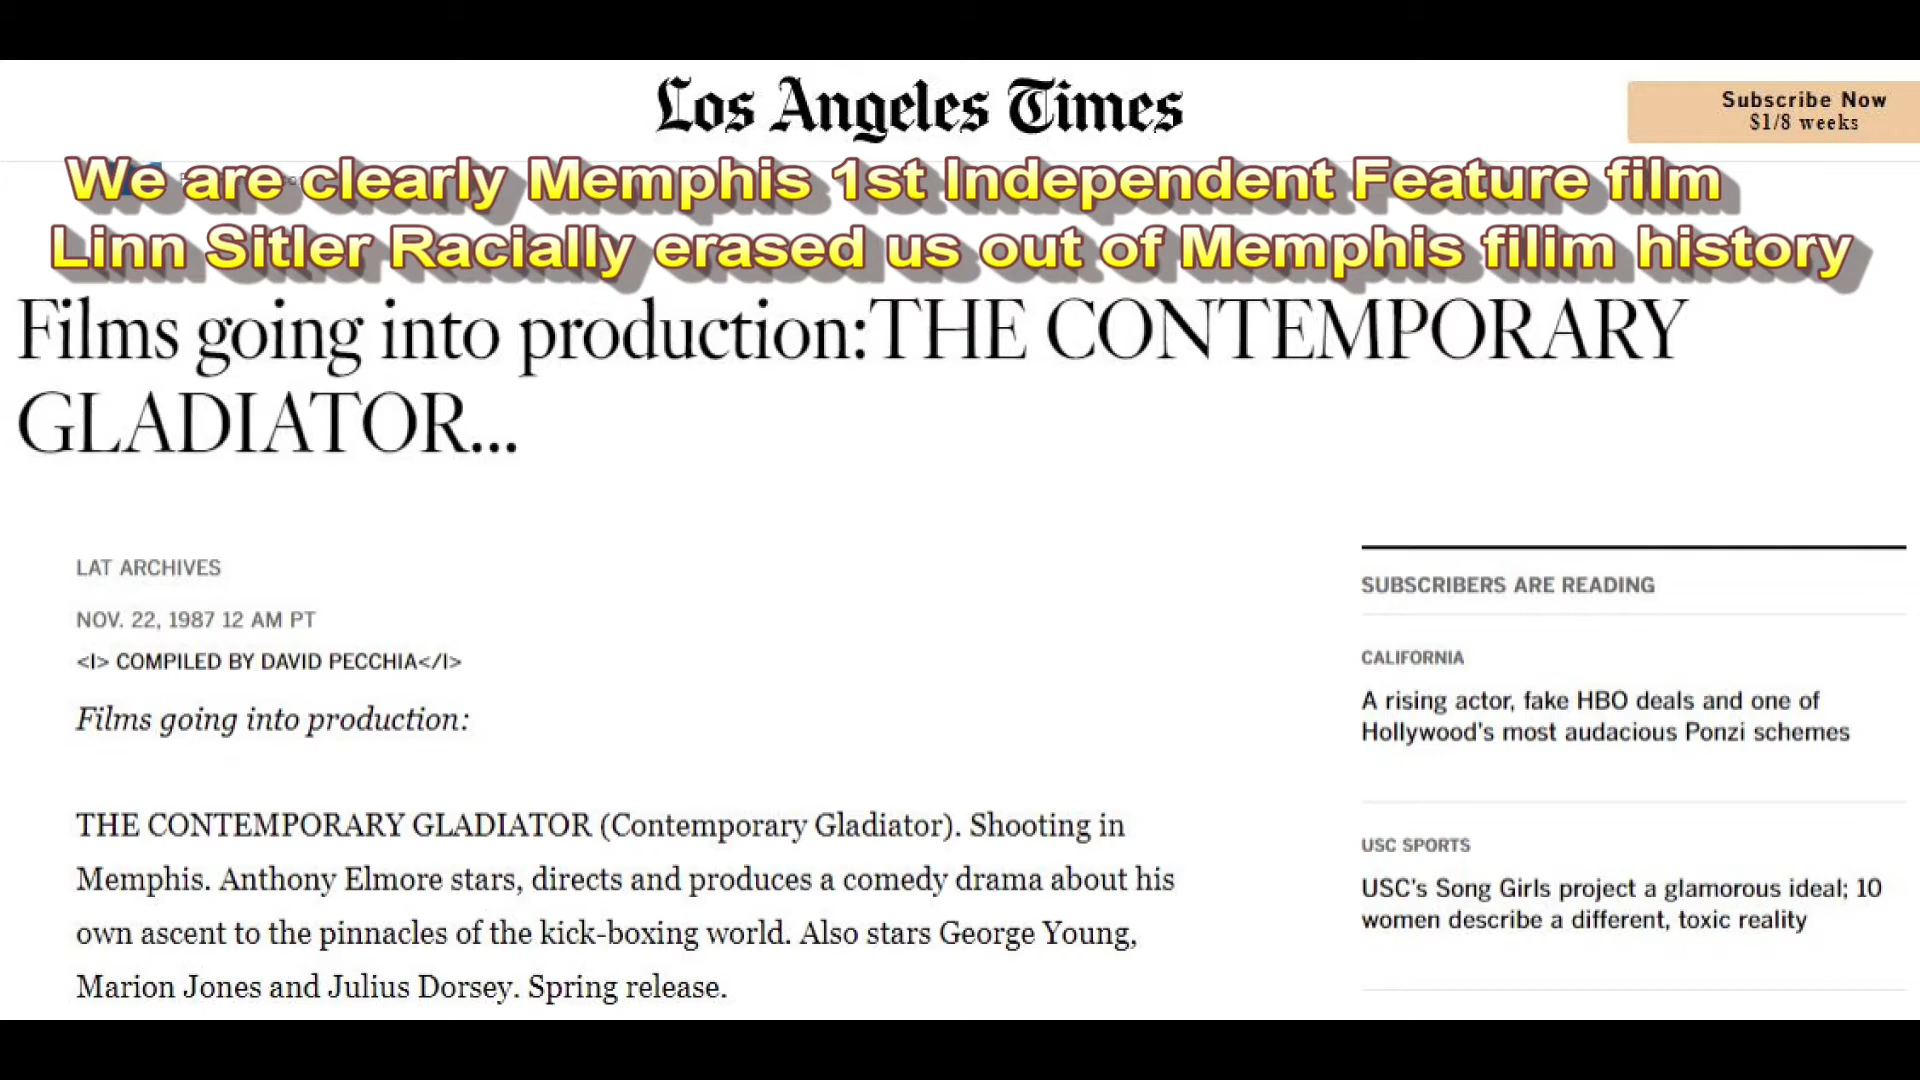 Los Angeles Times
Subscribe Now
$1/8 weeks
We are clearly Memphis 1st Independent Feature film
Linn Sitler Racially erased us out of Memphis filim history
Films going into production:THE CONTEMPORARY
GLADIATOR...
LAT ARCHIVES
NOV. 22, 1987 12 AM PT
<I> COMPILED BY DAVID PECCHIA</I>
Films going into production:
THE CONTEMPORARY GLADIATOR (Contemporary Gladiator). Shooting in
Memphis. Anthony Elmore stars, directs and produces a comedy drama about his
own ascent to the pinnacles of the kick-boxing world. Also stars George Young,
Marion Jones and Julius Dorsey. Spring release.
SUBSCRIBERS ARE READING
CALIFORNIA
A rising actor, fake HBO deals and one of
Hollywood's most audacious Ponzi schemes
USC SPORTS
USC's Song Girls project a glamorous ideal; 10
women describe a different, toxic reality